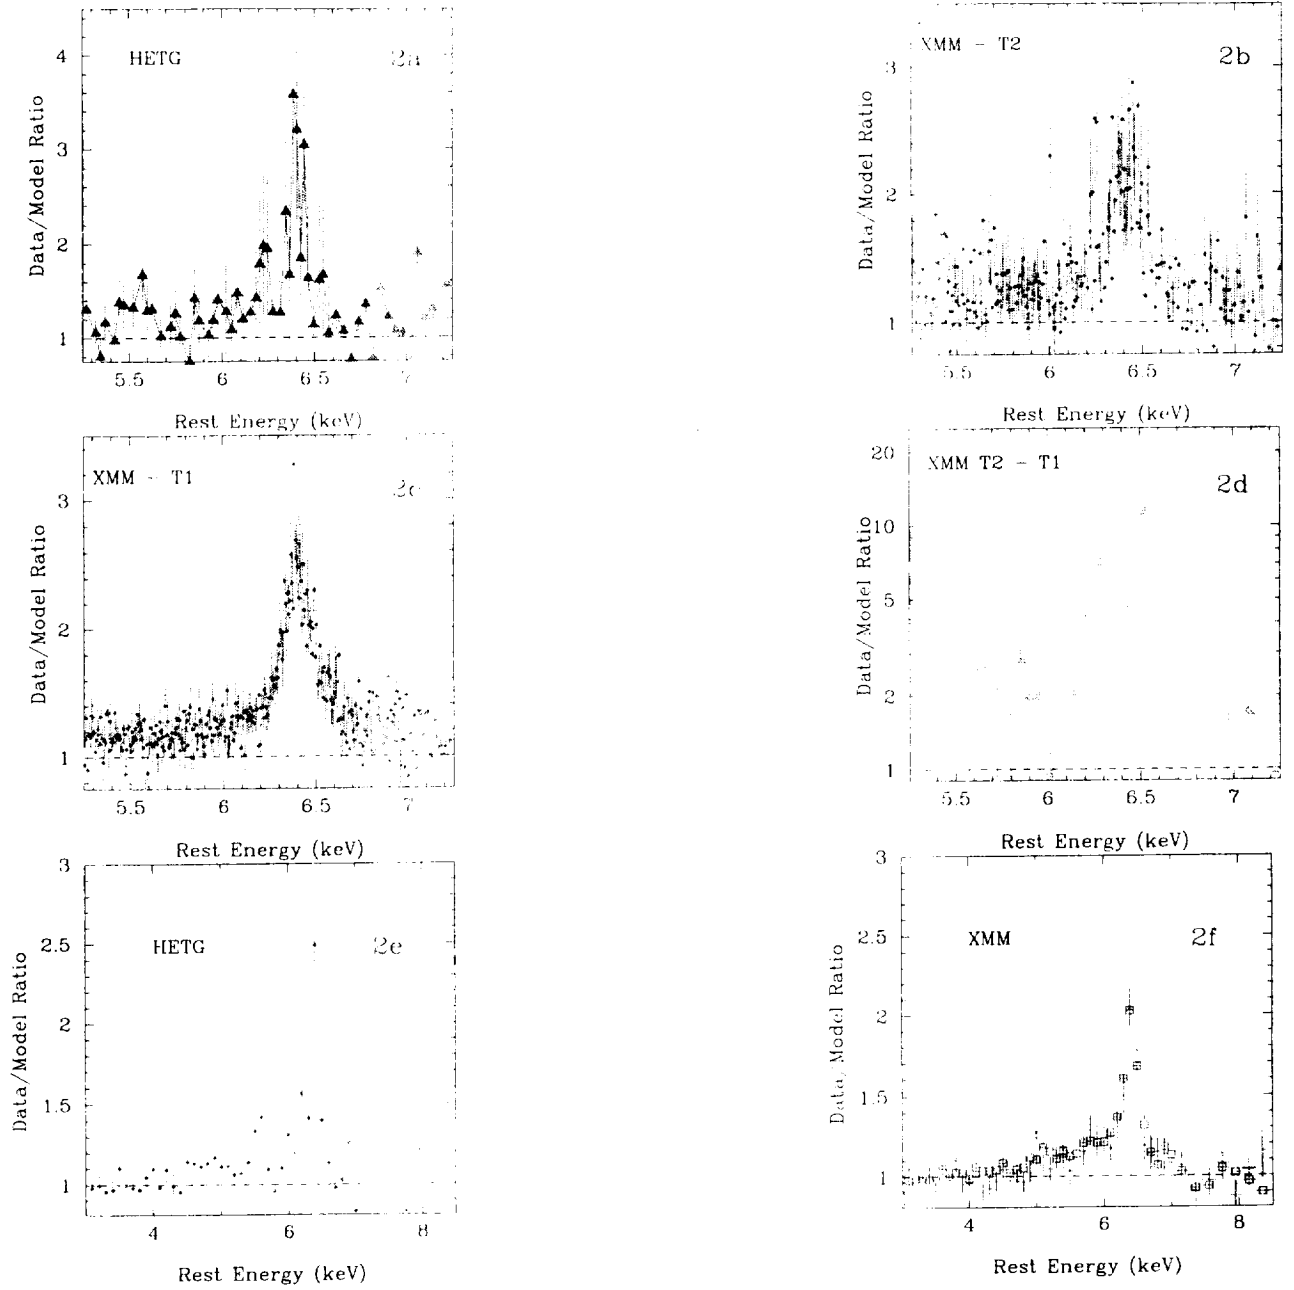 HETG 2a
4
3
2
1
Data/Model Ratio
5.5 6 6.5 7
Rest Energy (keV)
XMM - T2 2b
3
2
1
Data/Model Ratio
5.5 6 6.5 7
Rest Energy (keV)
XMM - T1 2c
3
2
1
Data/Model Ratio
5.5 6 6.5 7
Rest Energy (keV)
XMM T2 - T1 2d
20
10
5
2
1
Data/Model Ratio
5.5 6 6.5 7
Rest Energy (keV)
HETG 2e
3
2.5
2
1.5
1
Data/Model Ratio
4 6 8
Rest Energy (keV)
XMM 2f
3
2.5
2
1.5
1
Data/Model Ratio
4 6 8
Rest Energy (keV)